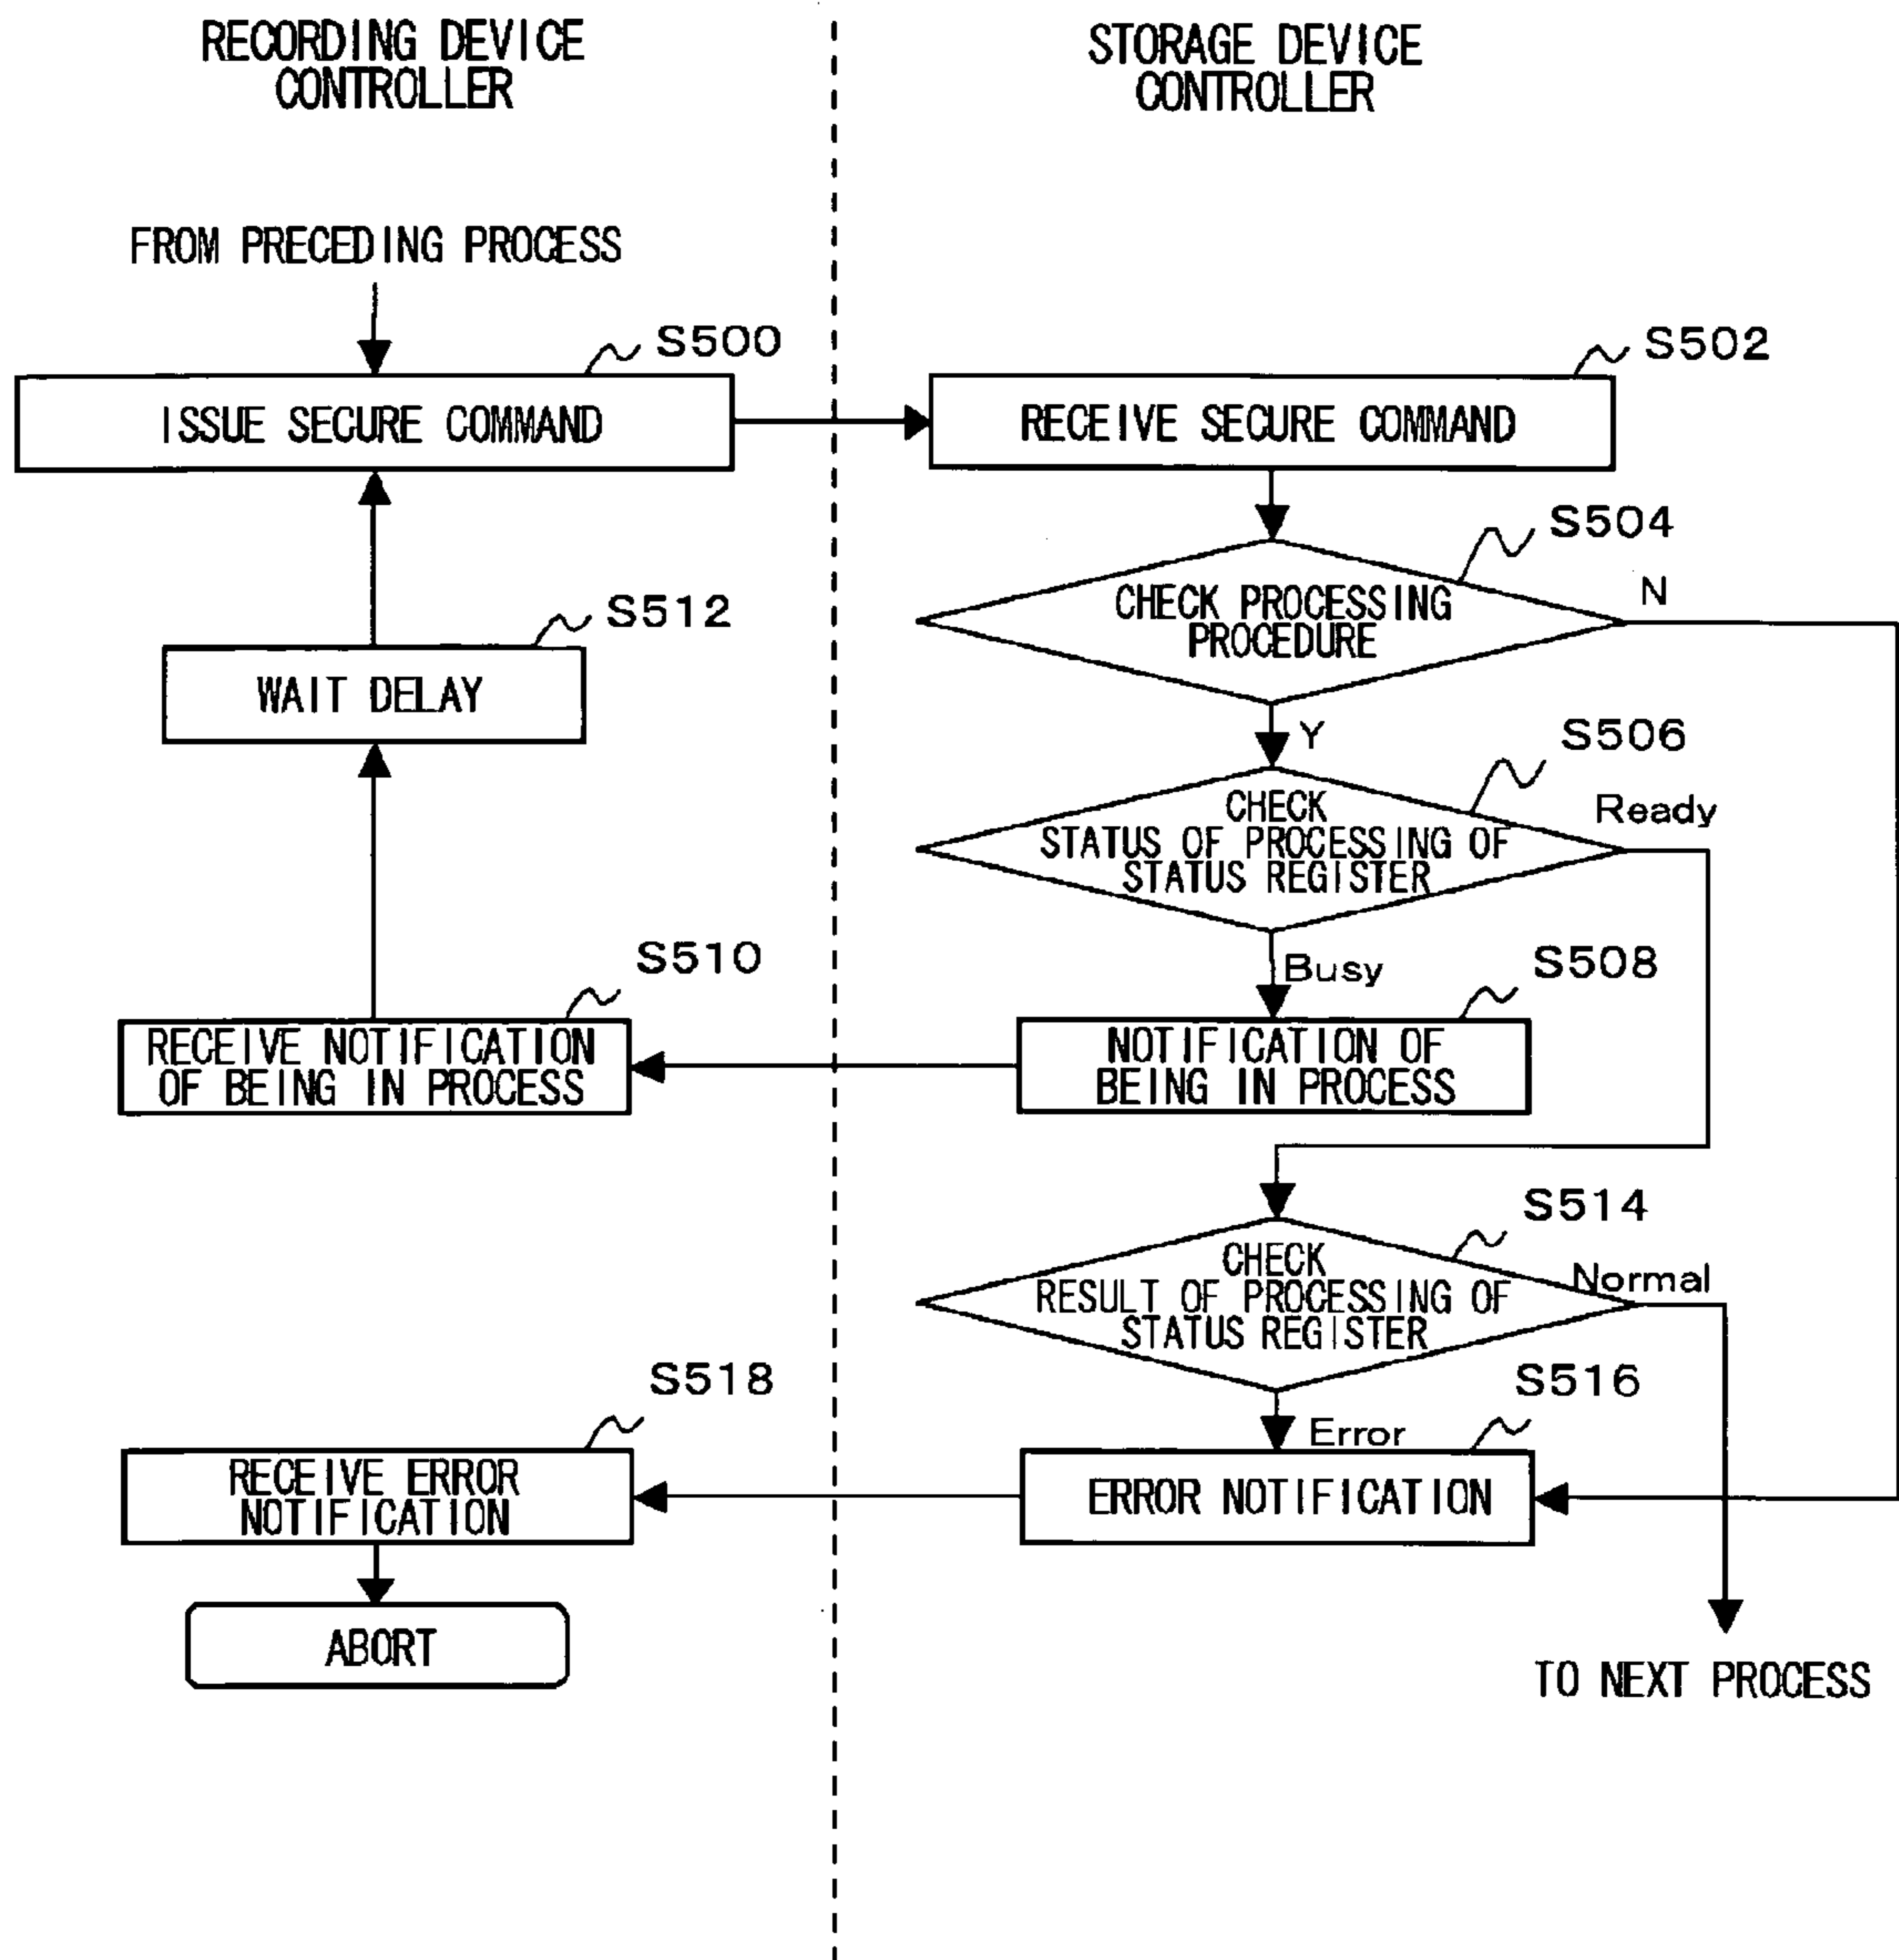 RECORDING DEVICE
CONTROLLER
STORAGE DEVICE
CONTROLLER
FROM PRECEDING PROCESS
S500
ISSUE SECURE COMMAND
S502
RECEIVE SECURE COMMAND
S504
CHECK PROCESSING
PROCEDURE
N
Y
S512
WAIT DELAY
S506
CHECK
STATUS OF PROCESSING OF
STATUS REGISTER
Ready
Busy
S508
NOTIFICATION OF
BEING IN PROCESS
S510
RECEIVE NOTIFICATION
OF BEING IN PROCESS
S514
CHECK
RESULT OF PROCESSING OF
STATUS REGISTER
Normal
Error
S516
ERROR NOTIFICATION
S518
RECEIVE ERROR
NOTIFICATION
ABORT
TO NEXT PROCESS